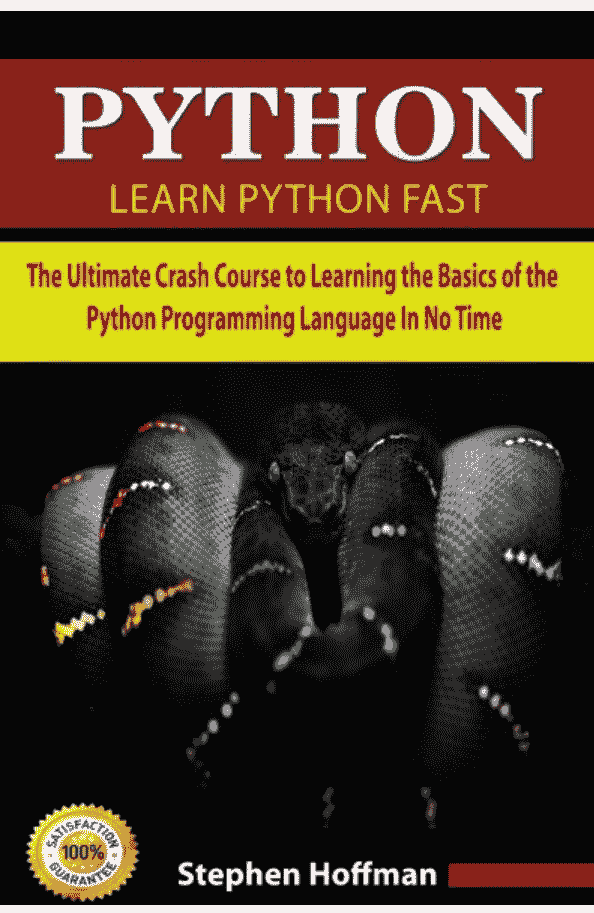 PYTHON
LEARN PYTHON FAST
The Ultimate Crash Course to Learning the Basics of the
Python Programming Language In No Time
SATISFACTION
100%
GUARANTEE
Stephen Hoffman